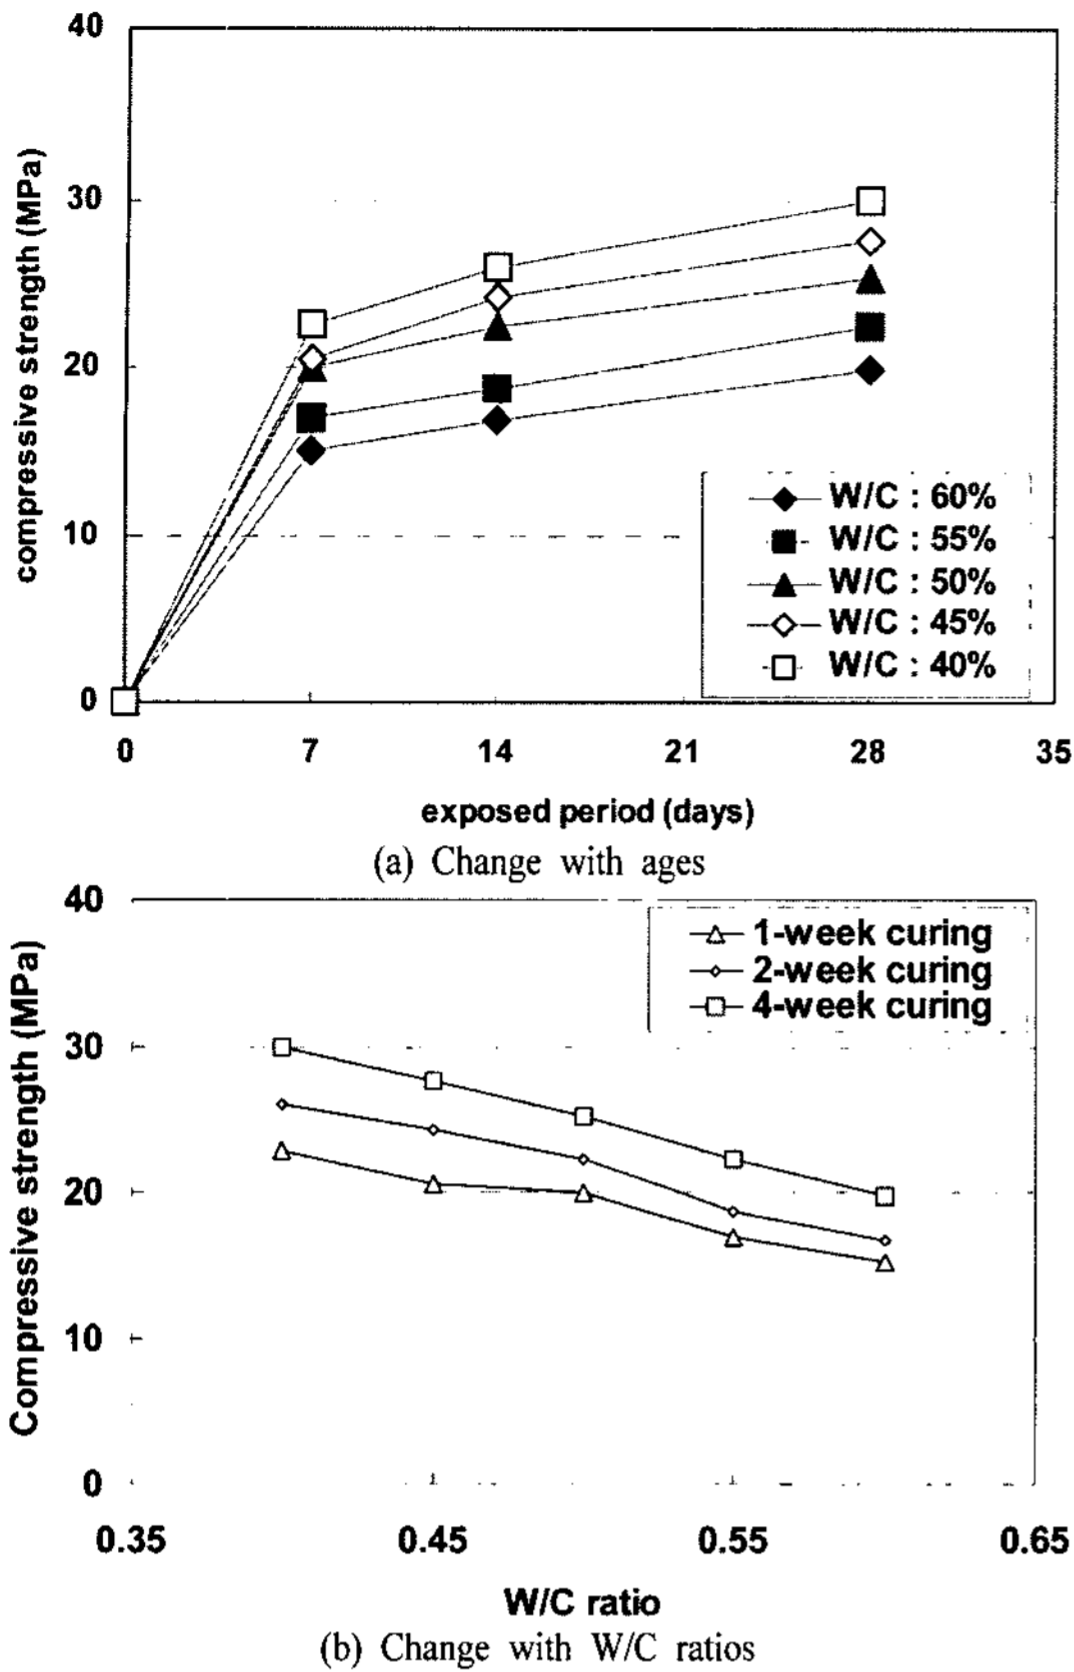 40
30
20
10
0
compressive strength (MPa)
W/C : 60%
W/C : 55%
W/C : 50%
W/C : 45%
W/C : 40%
0 7 14 21 28 35
exposed period (days)
(a) Change with ages
40
30
20
10
0
Compressive strength (MPa)
1-week curing
2-week curing
4-week curing
0.35 0.45 0.55 0.65
W/C ratio
(b) Change with W/C ratios